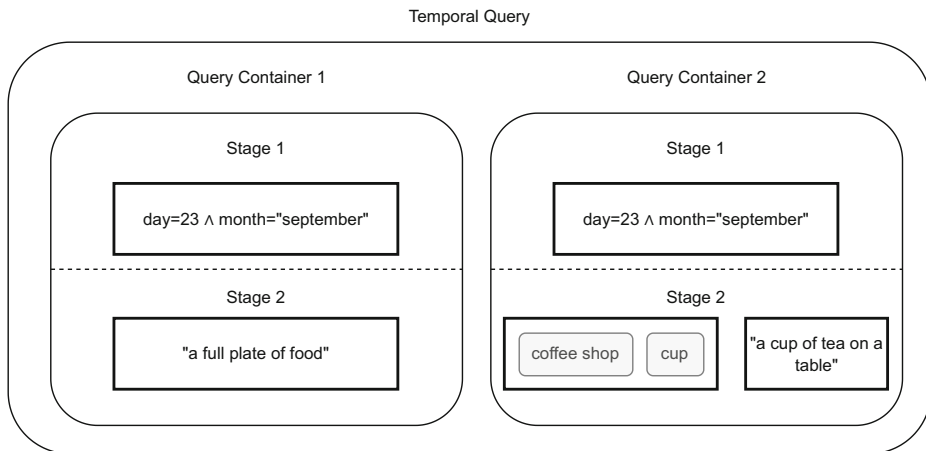 Temporal Query
Query Container 1
Query Container 2
Stage 1
Stage 1
day=23 ∧ month="september"
day=23 ∧ month="september"
Stage 2
Stage 2
"a full plate of food"
coffee shop
cup
"a cup of tea on a
table"